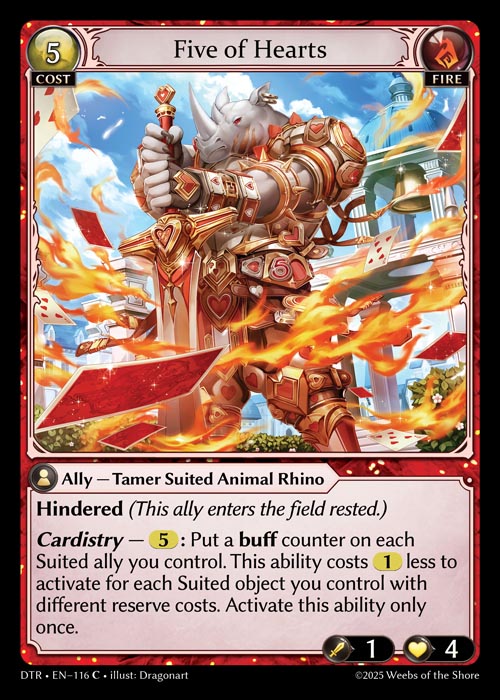 5
Five of Hearts
COST
FIRE
5
Ally — Tamer Suited Animal Rhino
Hindered (This ally enters the field rested.)
Cardistry — 5 : Put a buff counter on each
Suited ally you control. This ability costs 1 less to
activate for each Suited object you control with
different reserve costs. Activate this ability only
once.
1
4
DTR • EN–116 C • illust: Dragonart
©2025 Weebs of the Shore